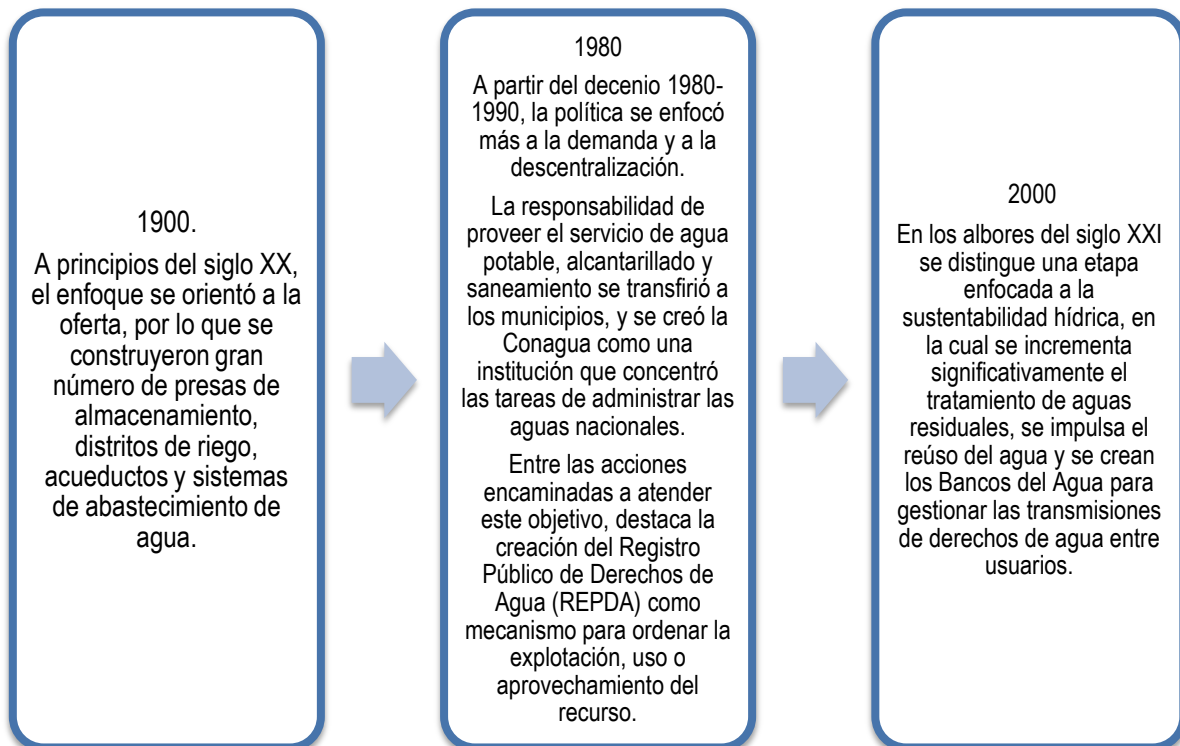 1900.
A principios del siglo XX,
el enfoque se orientó a la
oferta, por lo que se
construyeron gran
número de presas de
almacenamiento,
distritos de riego,
acueductos y sistemas
de abastecimiento de
agua.
1980
A partir del decenio 1980-
1990, la política se enfocó
más a la demanda y a la
descentralización.
La responsabilidad de
proveer el servicio de agua
potable, alcantarillado y
saneamiento se transfirió a
los municipios, y se creó la
Conagua como una
institución que concentró
las tareas de administrar las
aguas nacionales.
Entre las acciones
encaminadas a atender
este objetivo, destaca la
creación del Registro
Público de Derechos de
Agua (REPDA) como
mecanismo para ordenar la
explotación, uso o
aprovechamiento del
recurso.
2000
En los albores del siglo XXI
se distingue una etapa
enfocada a la
sustentabilidad hídrica, en
la cual se incrementa
significativamente el
tratamiento de aguas
residuales, se impulsa el
reúso del agua y se crean
los Bancos del Agua para
gestionar las transmisiones
de derechos de agua entre
usuarios.